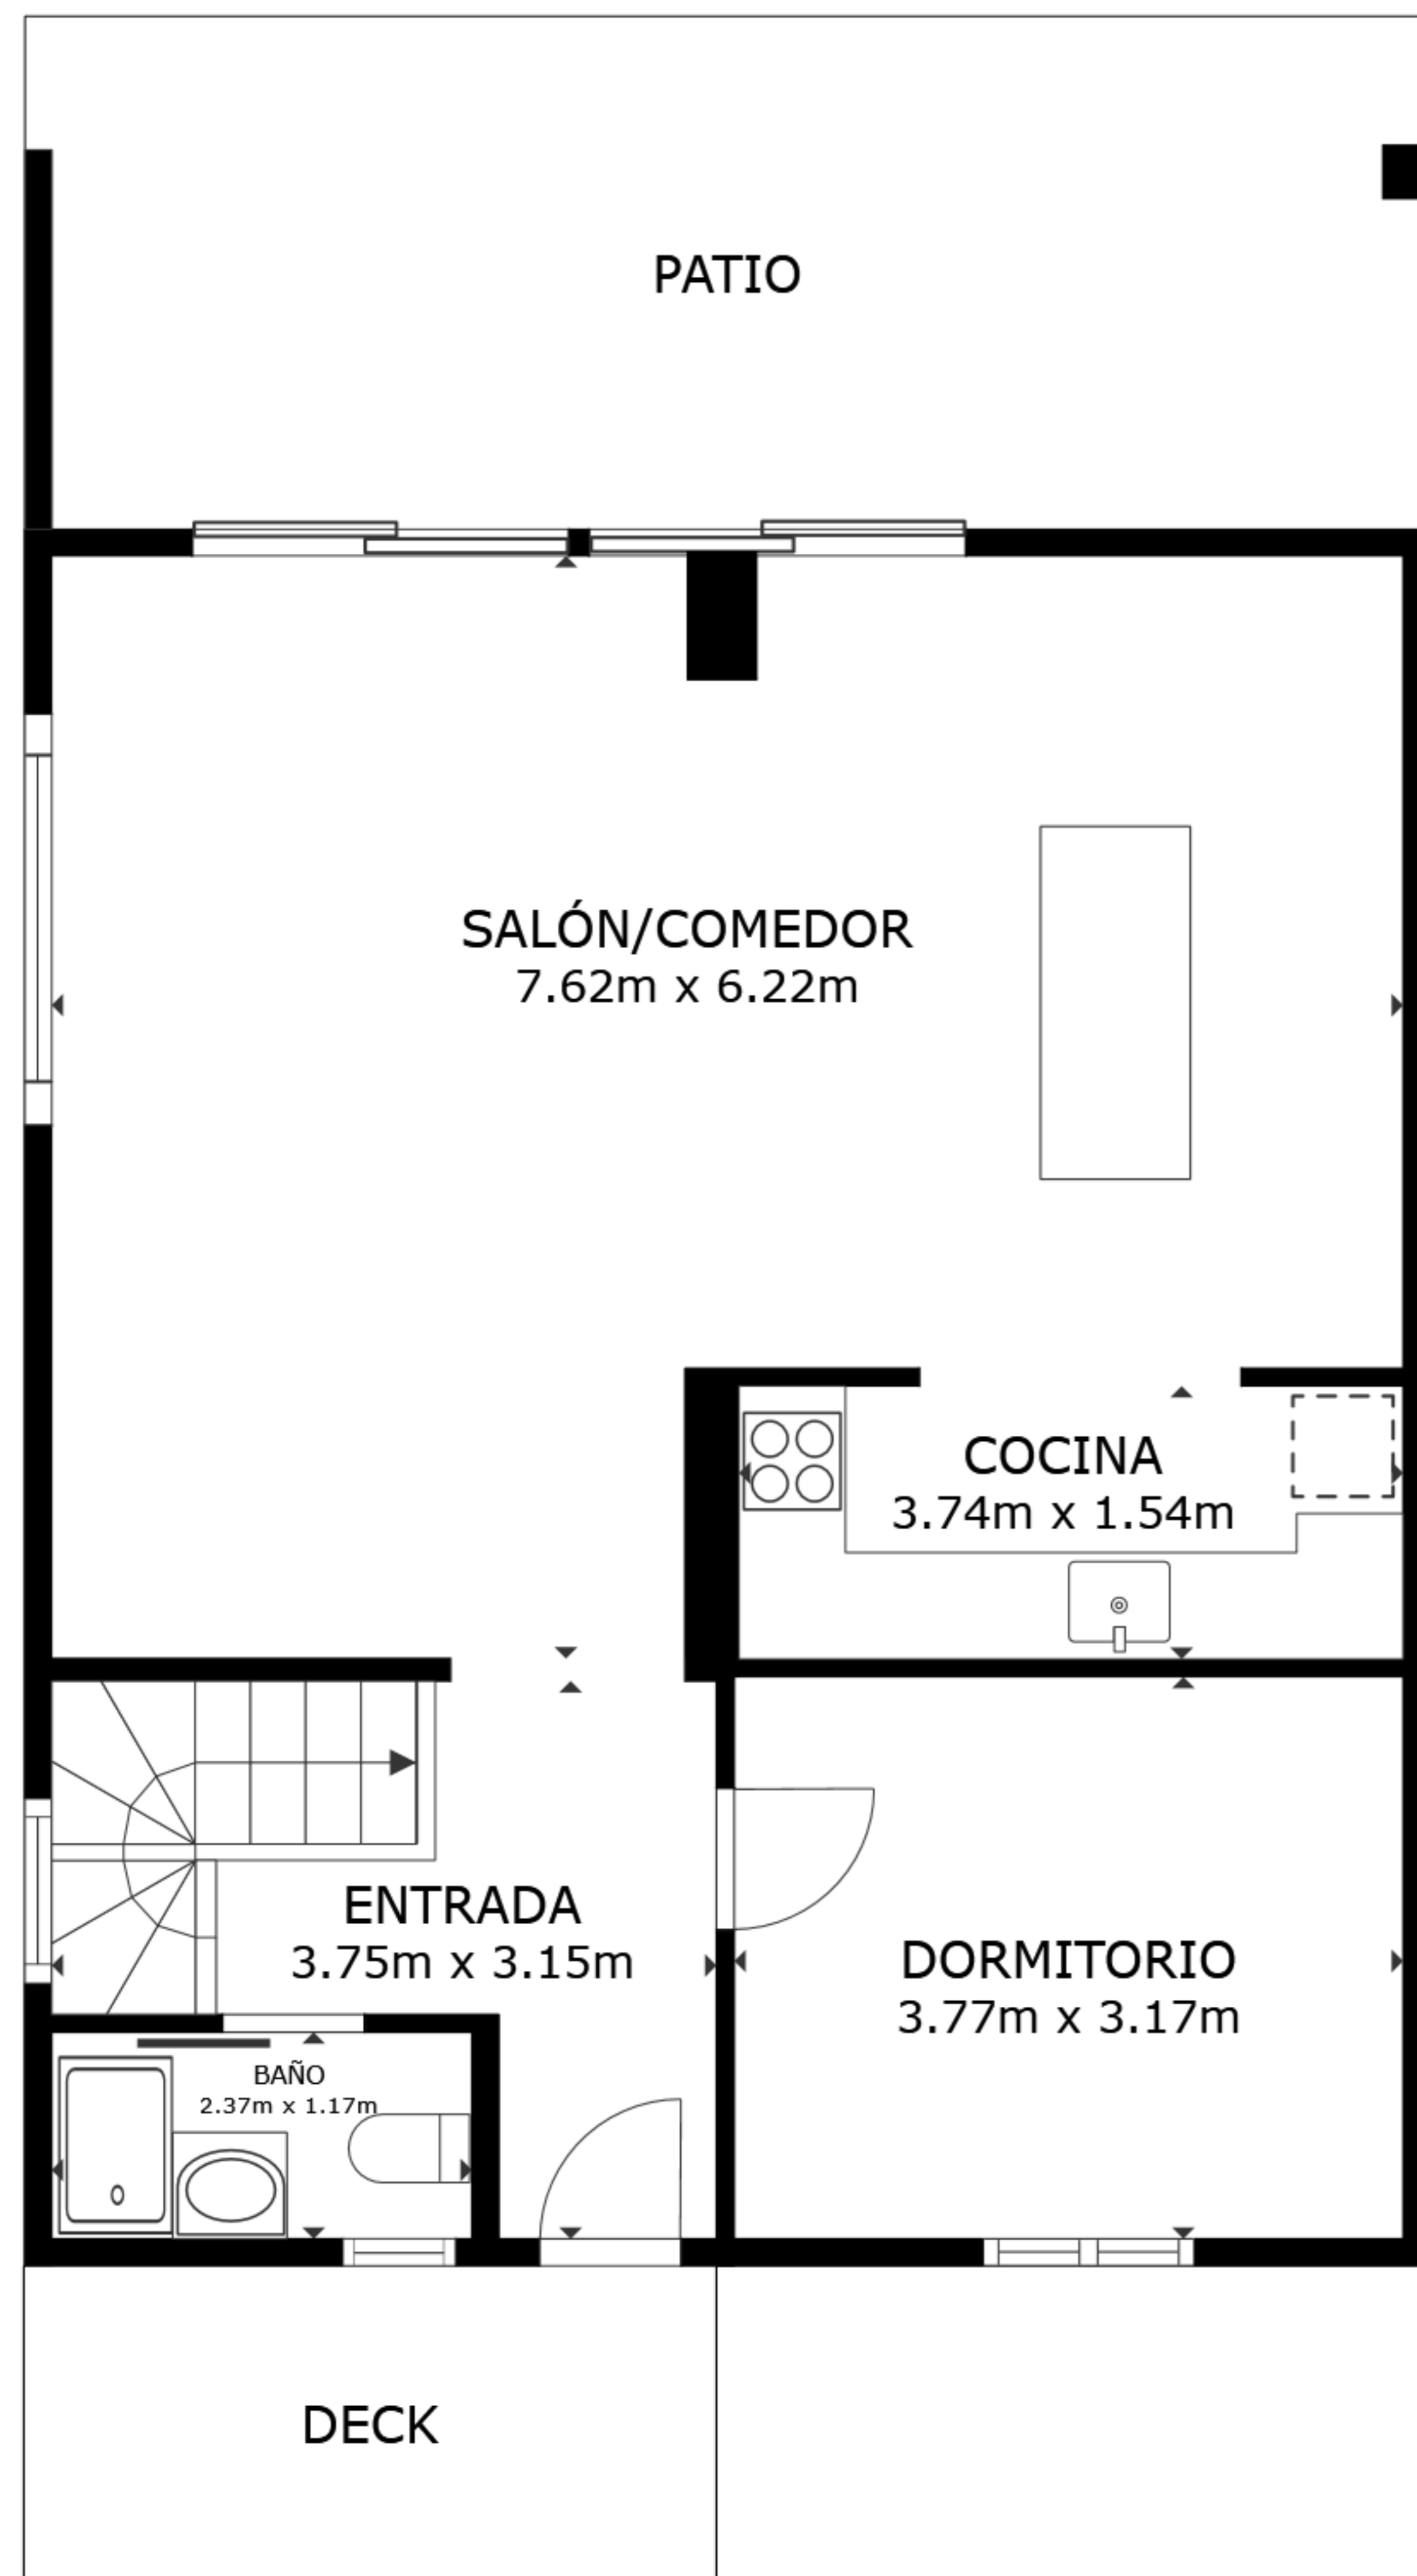 PATIO
SALÓN/COMEDOR
7.62m x 6.22m
COCINA
3.74m x 1.54m
ENTRADA
3.75m x 3.15m
DORMITORIO
3.77m x 3.17m
BAÑO
2.37m x 1.17m
DECK